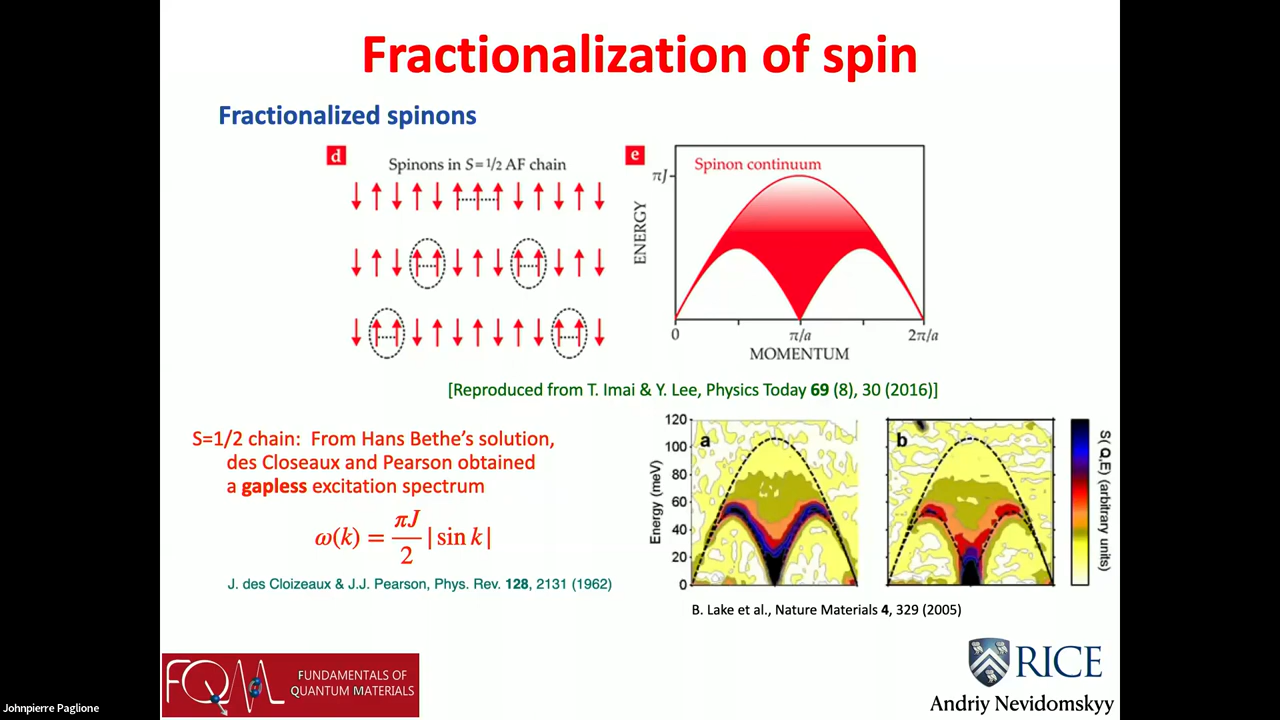 Fractionalization of spin
Fractionalized spinons
d
Spinons in S=1/2 AF chain
e
Spinon continuum
πJ
ENERGY
0
π/a
2π/a
MOMENTUM
[Reproduced from T. Imai & Y. Lee, Physics Today 69 (8), 30 (2016)]
S=1/2 chain: From Hans Bethe's solution,
des Closeaux and Pearson obtained
a gapless excitation spectrum
ω(k) = πJ/2 | sin k |
J. des Cloizeaux & J.J. Pearson, Phys. Rev. 128, 2131 (1962)
120
100
80
60
40
20
0
Energy (meV)
a
b
S( Q,E) (arbitrary units)
B. Lake et al., Nature Materials 4, 329 (2005)
FQM
FUNDAMENTALS OF
QUANTUM MATERIALS
RICE
Andriy Nevidomskyy
Johnpierre Paglione